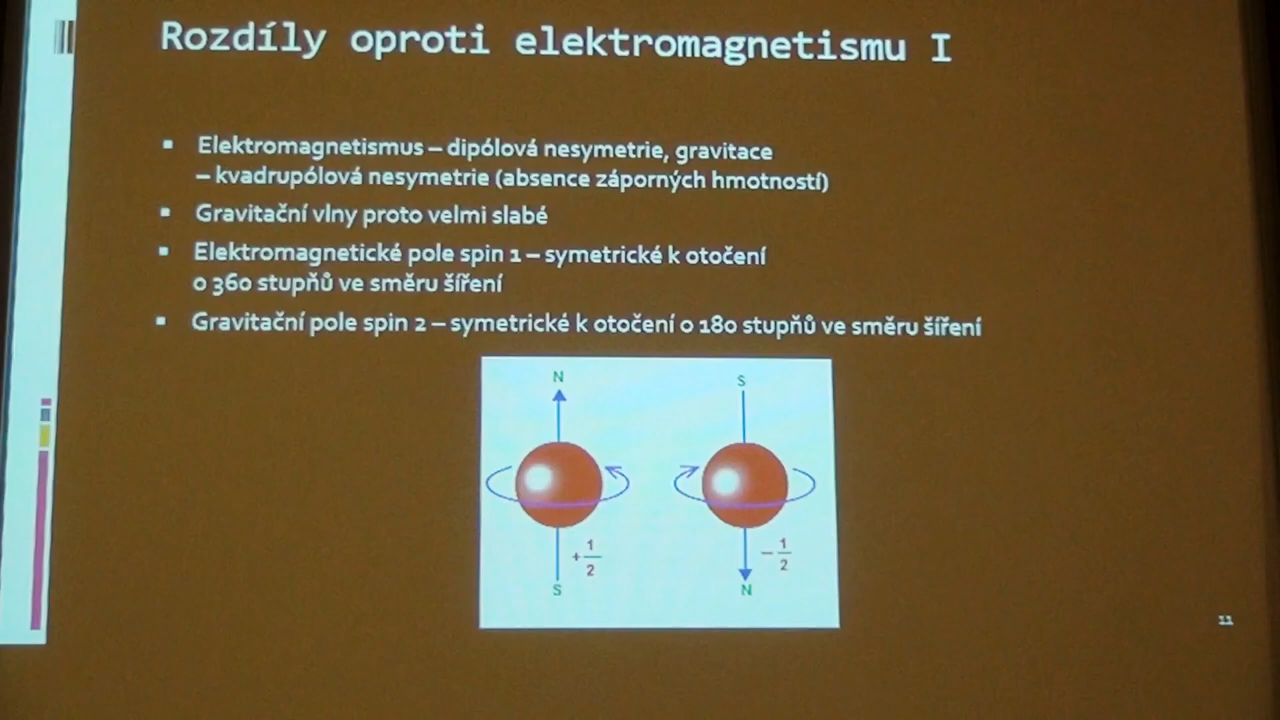 Rozdíly oproti elektromagnetismu I
▪ Elektromagnetismus – dipólová nesymetrie, gravitace
– kvadrupólová nesymetrie (absence záporných hmotností)
▪ Gravitační vlny proto velmi slabé
▪ Elektromagnetické pole spin 1 – symetrické k otočení
o 360 stupňů ve směru šíření
▪ Gravitační pole spin 2 – symetrické k otočení o 180 stupňů ve směru šíření
N S
+ 1/2 − 1/2
S N
11